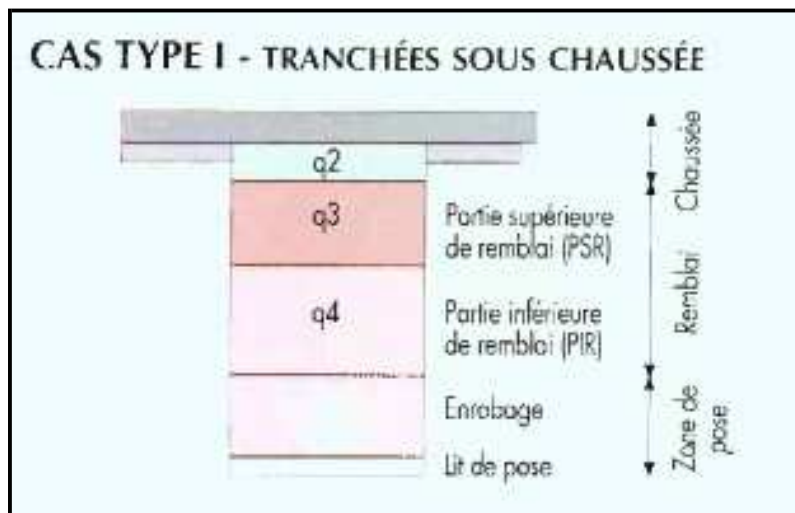 CAS TYPE I - TRANCHÉES SOUS CHAUSSÉE
q2
q3
Partie supérieure
de remblai (PSR)
q4
Partie inférieure
de remblai (PIR)
Enrobage
Lit de pose
Chaussée
Remblai
Zone de
pose